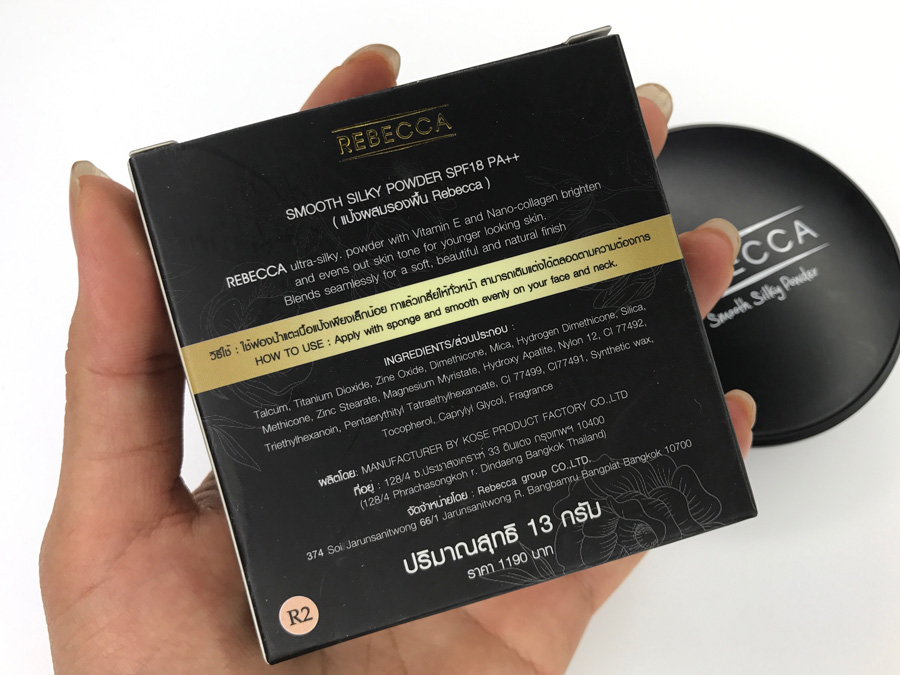 REBECCA
SMOOTH SILKY POWDER SPF18 PA++
( แป้งผสมรองพื้น Rebecca )
REBECCA ultra-silky. powder with Vitamin E and Nano-collagen brighten
and evens out skin tone for younger looking skin.
Blends seamlessly for a soft, beautiful and natural finish
วิธีใช้ : ใช้ฟองน้ำแตะเนื้อแป้งเพียงเล็กน้อย ทาแล้วเกลี่ยให้ทั่วหน้า สามารถเติมแต่งได้ตลอดตามความต้องการ
HOW TO USE : Apply with sponge and smooth evenly on your face and neck.
INGREDIENTS/ส่วนประกอบ :
Talcum, Titanium Dioxide, Zine Oxide, Dimethicone, Mica, Hydrogen Dimethicone, Silica,
Methicone, Zinc Stearate, Magnesium Myristate, Hydroxy Apatite, Nylon 12, CI 77492,
Triethylhexanoin, Pentaerythityl Tatraethylhexanoate, CI 77499, CI77491, Synthetic wax,
Tocopherol, Caprylyl Glycol, Fragrance
ผลิตโดย: MANUFACTURER BY KOSE PRODUCT FACTORY CO.,LTD
ที่อยู่ : 128/4 ซ.ประชาสงเคราะห์ 33 ดินแดง กรุงเทพฯ 10400
(128/4 Phrachasongkoh r. Dindaeng Bangkok Thailand)
จัดจำหน่ายโดย : Rebecca group CO.,LTD.
374 Soi Jarunsanitwong 66/1 Jarunsanitwong R. Bangbamru Bangplat Bangkok 10700
ปริมาณสุทธิ 13 กรัม
ราคา 1190 บาท
R2
ECCA
Smooth Silky Powder